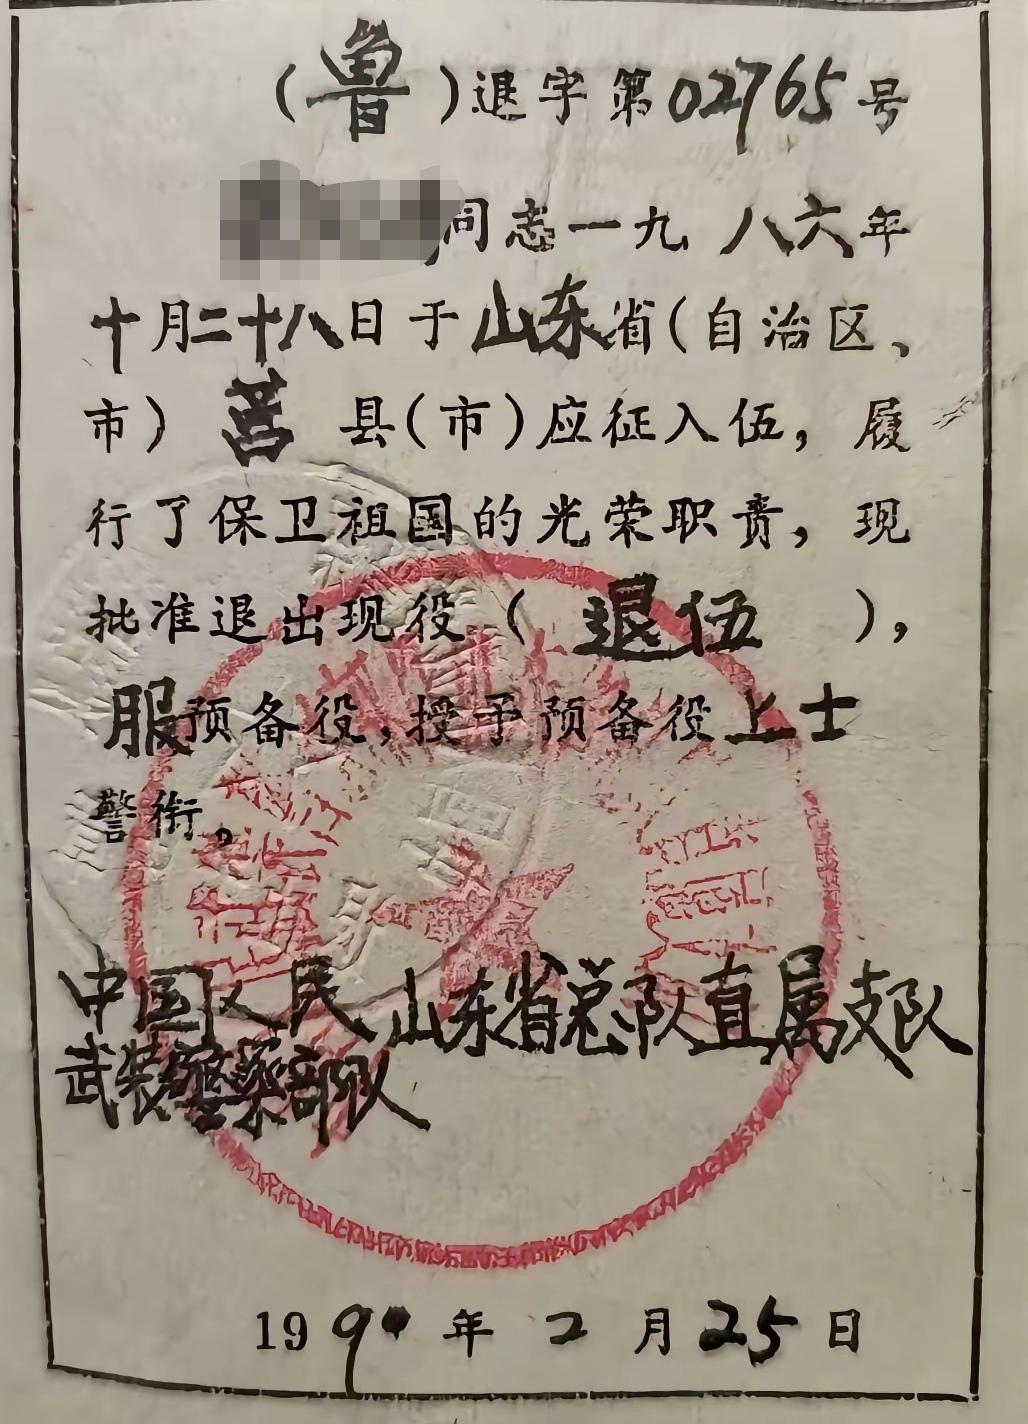 （鲁）退字第02765号
同志一九八六年
十月二十八日于山东省（自治区、
市）莒县（市）应征入伍，履
行了保卫祖国的光荣职责，现
批准退出现役（退伍），
服预备役，授予预备役上士
警衔。
中国人民武装警察部队山东省总队直属支队
1990年2月25日